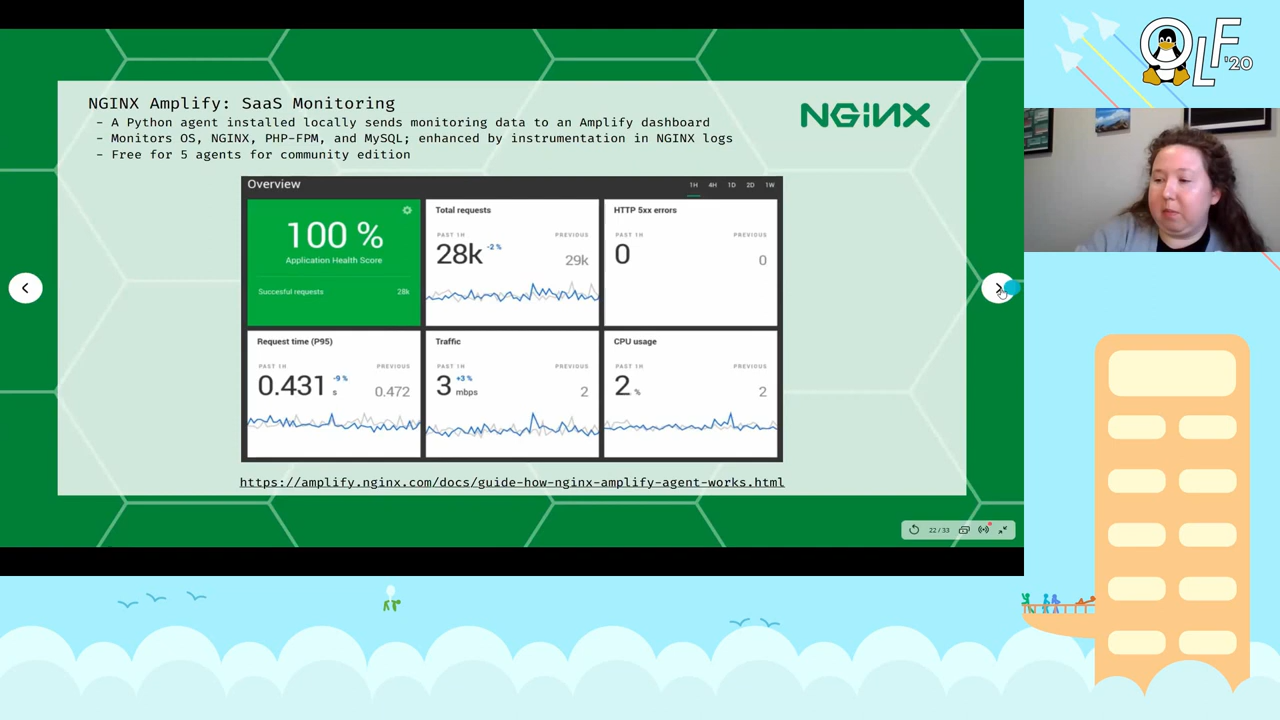 NGINX Amplify: SaaS Monitoring
- A Python agent installed locally sends monitoring data to an Amplify dashboard
- Monitors OS, NGINX, PHP-FPM, and MySQL; enhanced by instrumentation in NGINX logs
- Free for 5 agents for community edition
NGINX
OLF '20
Overview
1H 4H 1D 2D 1W
100 %
Application Health Score
Succesful requests 28k
Total requests
PAST 1H PREVIOUS
28k -2 % 29k
HTTP 5xx errors
PAST 1H PREVIOUS
0 0
Request time (P95)
PAST 1H PREVIOUS
0.431 s -9 % 0.472
Traffic
PAST 1H PREVIOUS
3 mbps +3 % 2
CPU usage
PAST 1H PREVIOUS
2 % 2
https://amplify.nginx.com/docs/guide-how-nginx-amplify-agent-works.html
22 / 33